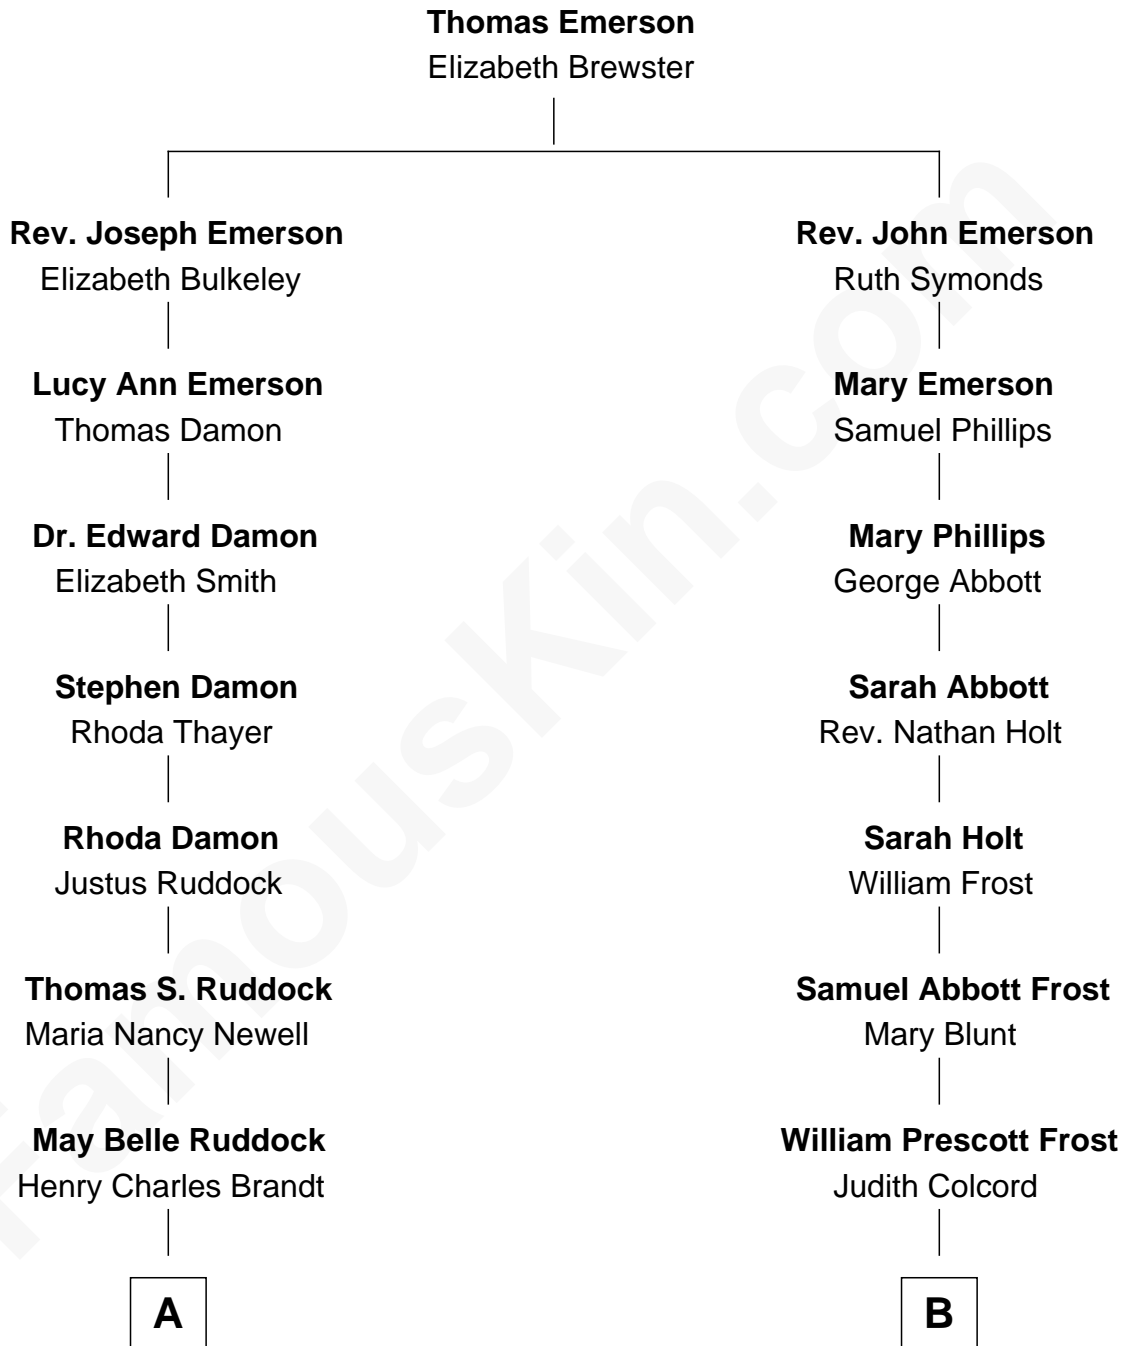 Thomas Emerson
Elizabeth Brewster
Rev. Joseph Emerson
Elizabeth Bulkeley
Lucy Ann Emerson
Thomas Damon
Dr. Edward Damon
Elizabeth Smith
Stephen Damon
Rhoda Thayer
Rhoda Damon
Justus Ruddock
Thomas S. Ruddock
Maria Nancy Newell
May Belle Ruddock
Henry Charles Brandt
A
Rev. John Emerson
Ruth Symonds
Mary Emerson
Samuel Phillips
Mary Phillips
George Abbott
Sarah Abbott
Rev. Nathan Holt
Sarah Holt
William Frost
Samuel Abbott Frost
Mary Blunt
William Prescott Frost
Judith Colcord
B
FamousKin.com